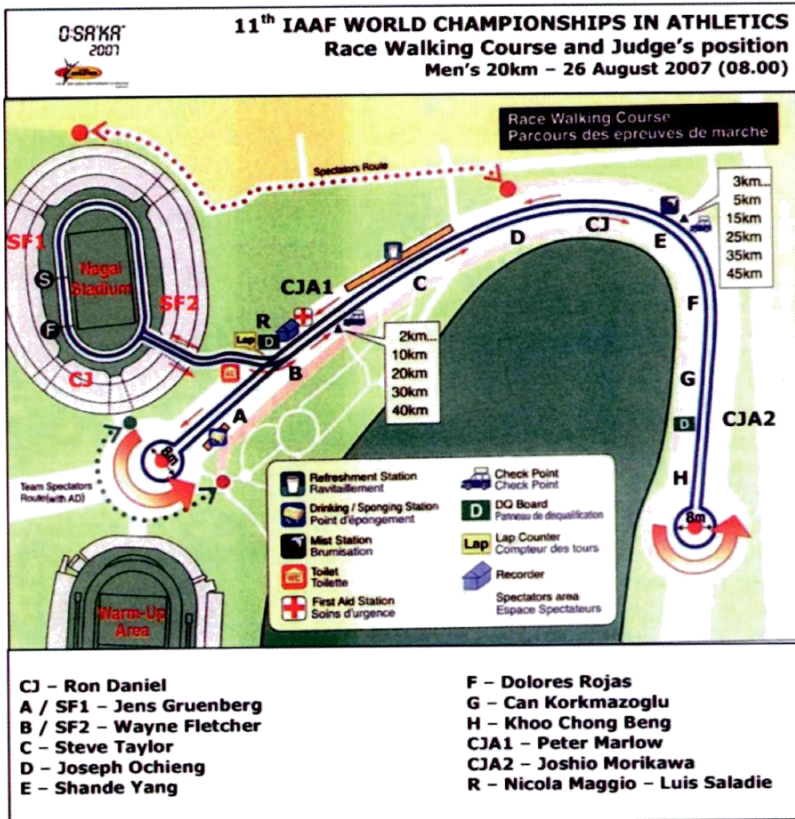 O·SA'KA'
2007
11th IAAF WORLD CHAMPIONSHIPS IN ATHLETICS
Race Walking Course and Judge's position
Men's 20km – 26 August 2007 (08.00)
Race Walking Course
Parcours des epreuves de marche
Spectators Route
3km...
5km
15km
25km
35km
45km
SF1
Nagai
Stadium
S
F
SF2
CJ
CJA1
R
Lap
D
WC
A
B
C
D
CJ
E
F
G
D
CJA2
H
8m
2km...
10km
20km
30km
40km
8m
Team Spectators
Route(with AD)
Warm-Up
Area
Refreshment Station
Ravitaillement
Drinking / Sponging Station
Point d'épongement
Mist Station
Brumisation
WC
Toilet
Toilette
First Aid Station
Soins d'urgence
Check Point
Check Point
D
DQ Board
Panneau de disqualification
Lap
Lap Counter
Compteur des tours
Recorder
Spectators area
Espace Spectateurs
CJ – Ron Daniel
A / SF1 – Jens Gruenberg
B / SF2 – Wayne Fletcher
C – Steve Taylor
D – Joseph Ochieng
E – Shande Yang
F – Dolores Rojas
G – Can Korkmazoglu
H – Khoo Chong Beng
CJA1 – Peter Marlow
CJA2 – Joshio Morikawa
R – Nicola Maggio – Luis Saladie